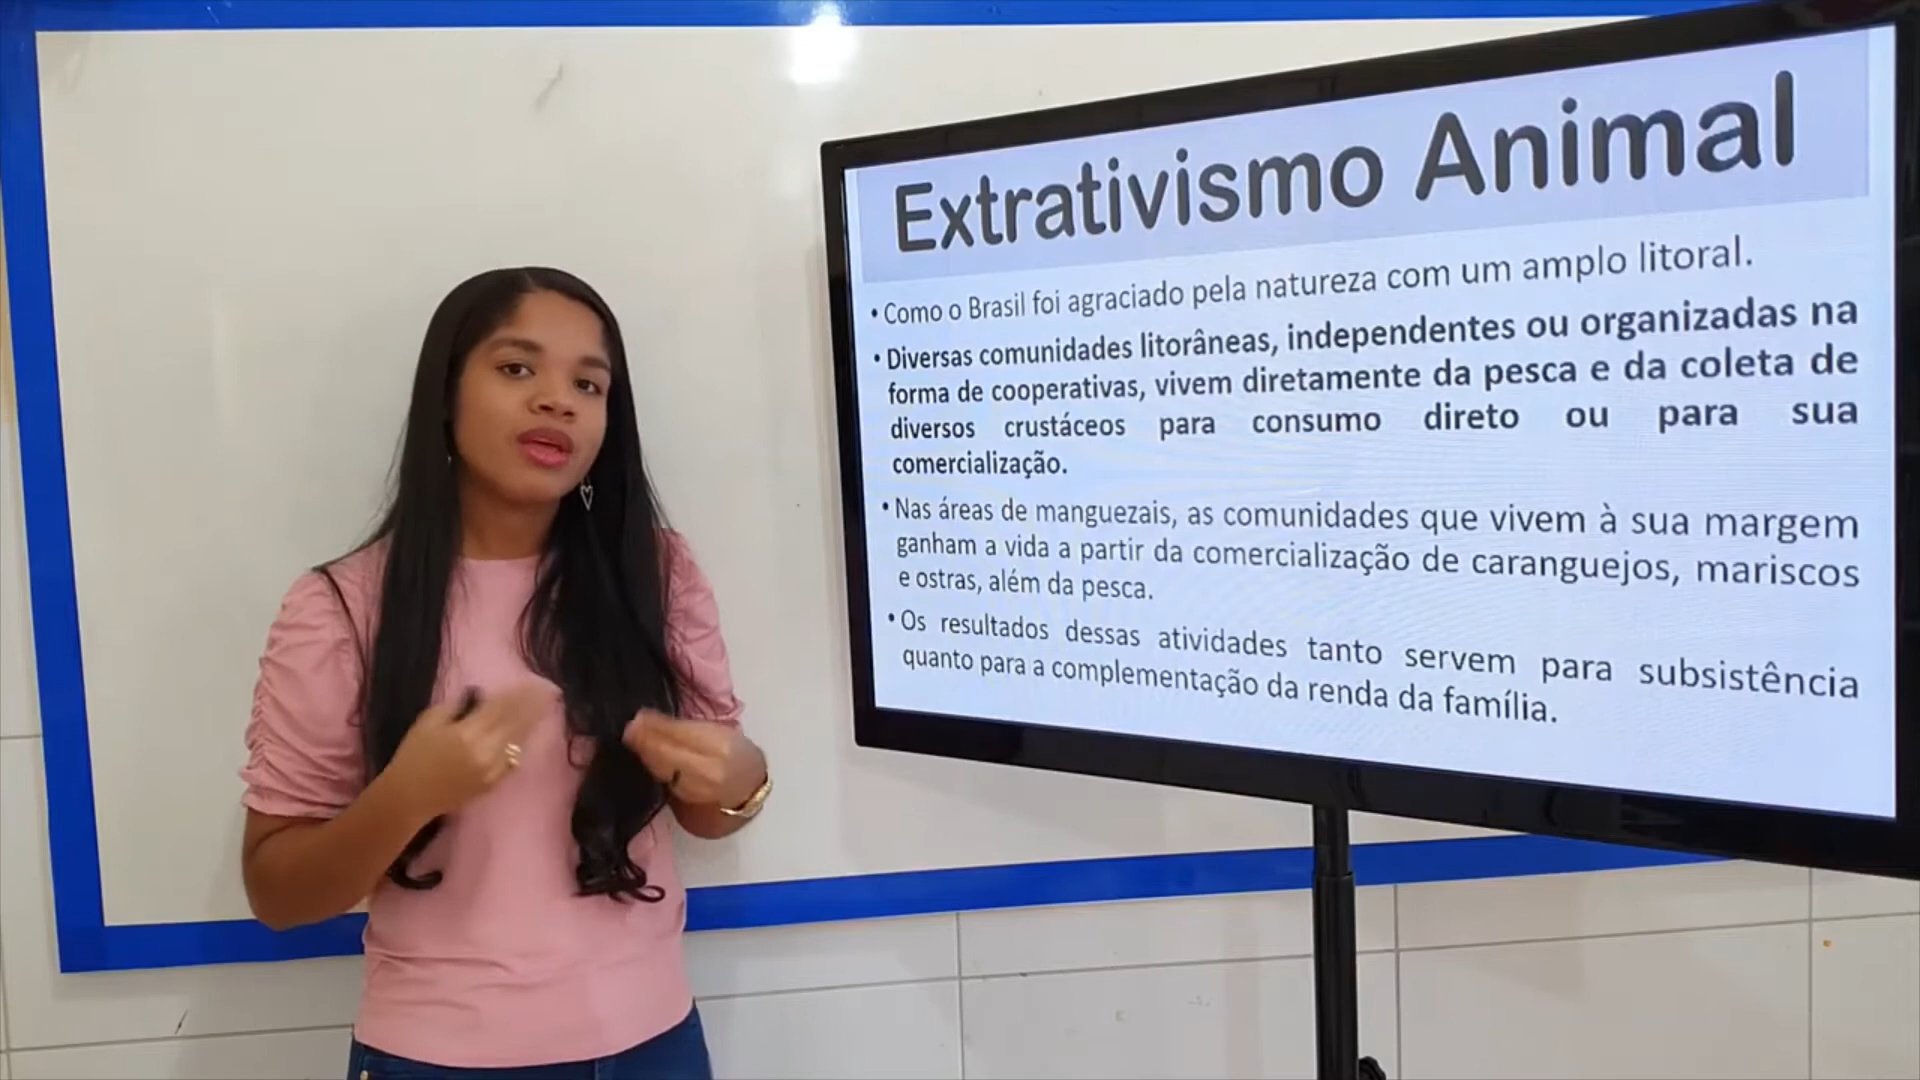 Extrativismo Animal
• Como o Brasil foi agraciado pela natureza com um amplo litoral.
• Diversas comunidades litorâneas, independentes ou organizadas na
forma de cooperativas, vivem diretamente da pesca e da coleta de
diversos crustáceos para consumo direto ou para sua
comercialização.
• Nas áreas de manguezais, as comunidades que vivem à sua margem
ganham a vida a partir da comercialização de caranguejos, mariscos
e ostras, além da pesca.
• Os resultados dessas atividades tanto servem para subsistência
quanto para a complementação da renda da família.